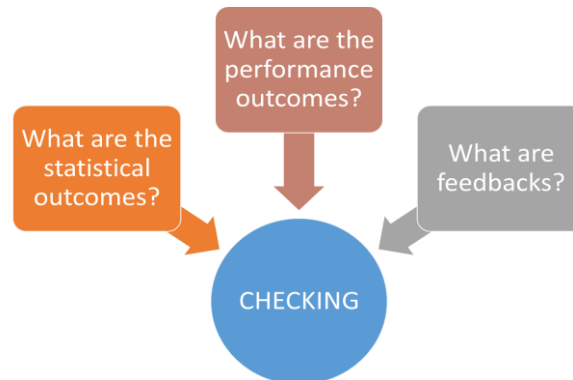 What are the
performance
outcomes?
What are the
statistical
outcomes?
What are
feedbacks?
CHECKING